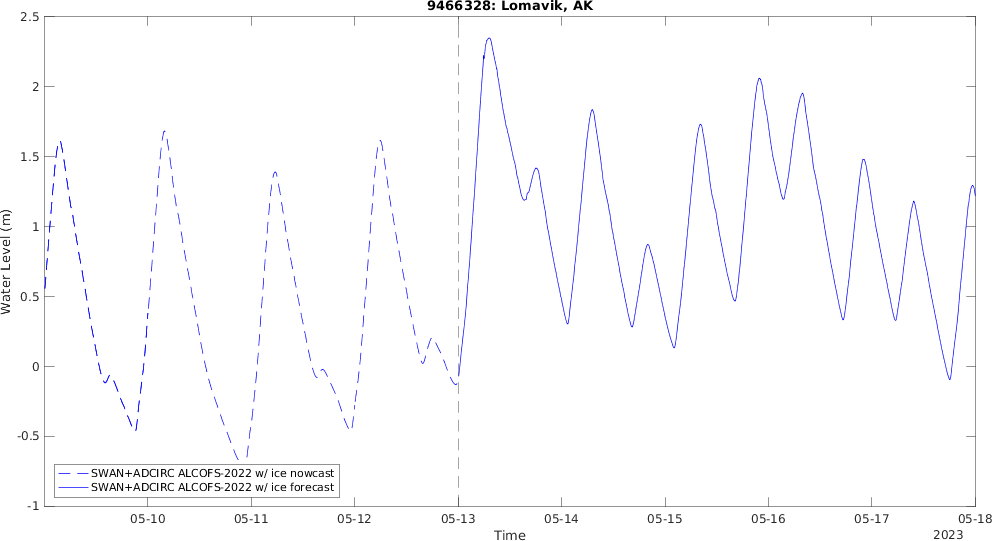 9466328: Lomavik, AK
2.5
2
1.5
1
0.5
0
-0.5
-1
Water Level (m)
SWAN+ADCIRC ALCOFS-2022 w/ ice nowcast
SWAN+ADCIRC ALCOFS-2022 w/ ice forecast
05-10 05-11 05-12 05-13 05-14 05-15 05-16 05-17 05-18
Time
2023